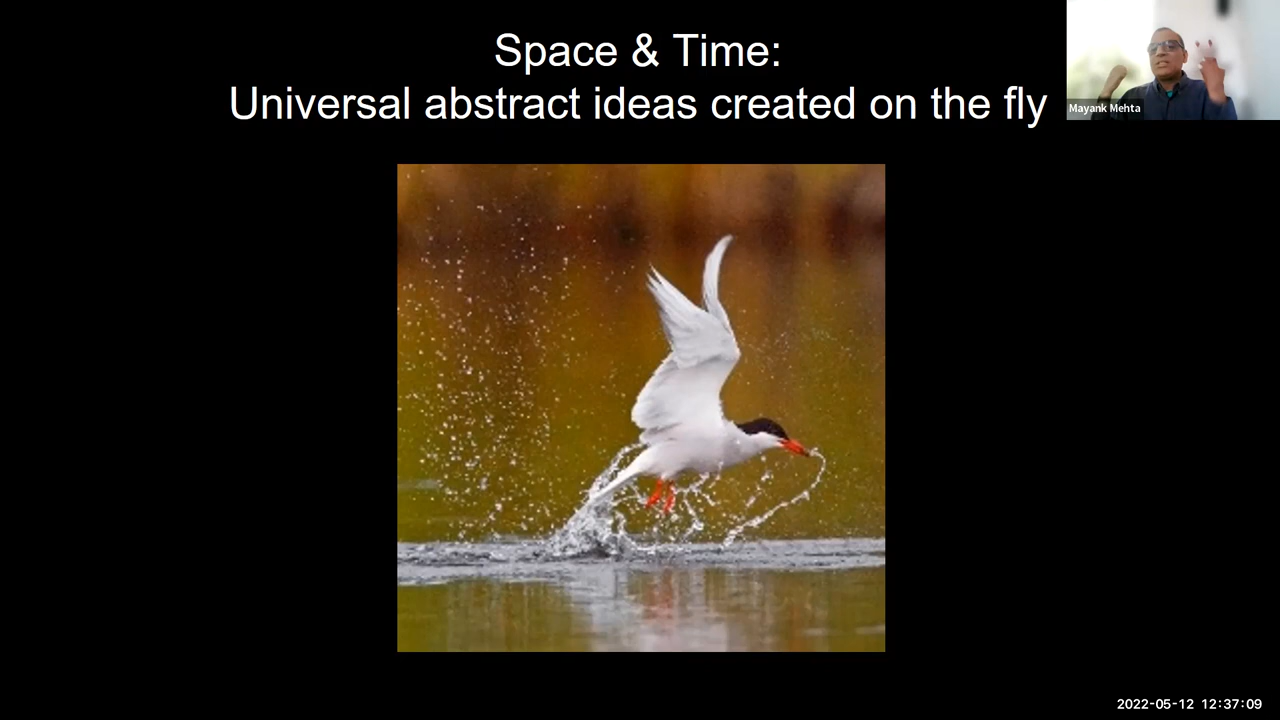 Space & Time:
Universal abstract ideas created on the fly
Mayank Mehta
2022-05-12 12:37:09